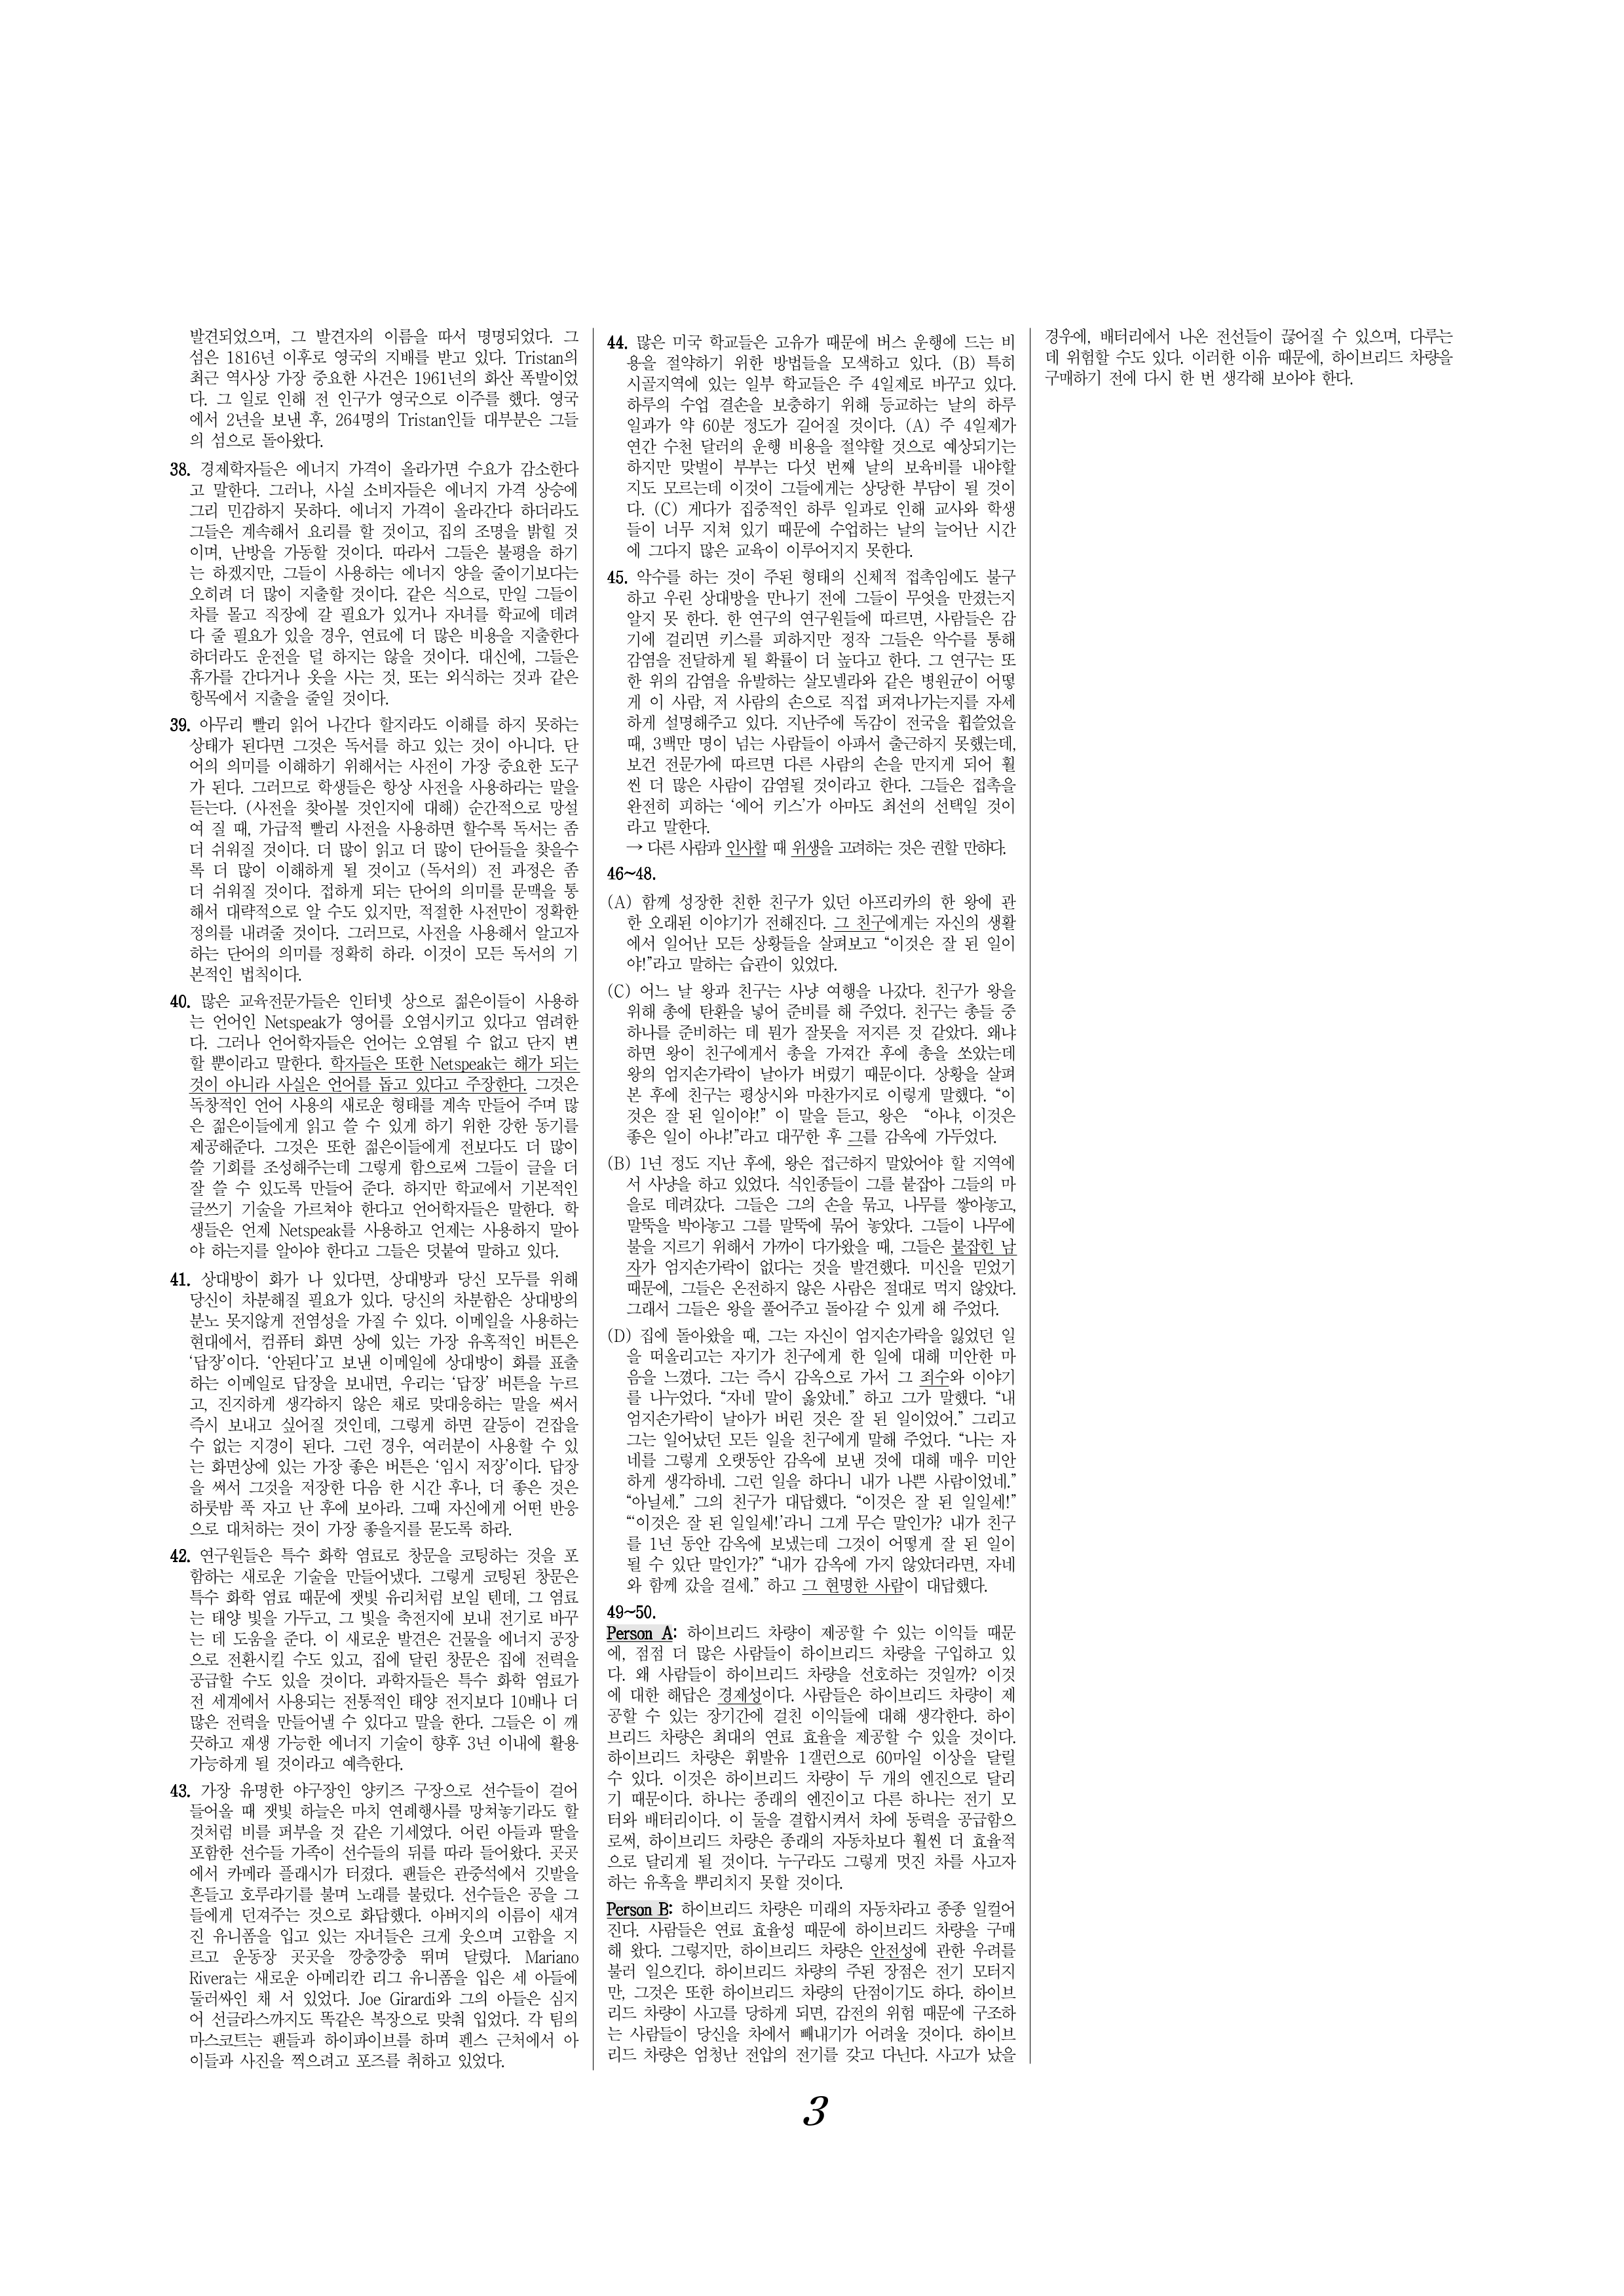 발견되었으며, 그 발견자의 이름을 따서 명명되었다. 그
섬은 1816년 이후로 영국의 지배를 받고 있다. Tristan의
최근 역사상 가장 중요한 사건은 1961년의 화산 폭발이었
다. 그 일로 인해 전 인구가 영국으로 이주를 했다. 영국
에서 2년을 보낸 후, 264명의 Tristan인들 대부분은 그들
의 섬으로 돌아왔다.
38. 경제학자들은 에너지 가격이 올라가면 수요가 감소한다
고 말한다. 그러나, 사실 소비자들은 에너지 가격 상승에
그리 민감하지 못하다. 에너지 가격이 올라간다 하더라도
그들은 계속해서 요리를 할 것이고, 집의 조명을 밝힐 것
이며, 난방을 가동할 것이다. 따라서 그들은 불평을 하기
는 하겠지만, 그들이 사용하는 에너지 양을 줄이기보다는
오히려 더 많이 지출할 것이다. 같은 식으로, 만일 그들이
차를 몰고 직장에 갈 필요가 있거나 자녀를 학교에 데려
다 줄 필요가 있을 경우, 연료에 더 많은 비용을 지출한다
하더라도 운전을 덜 하지는 않을 것이다. 대신에, 그들은
휴가를 간다거나 옷을 사는 것, 또는 외식하는 것과 같은
항목에서 지출을 줄일 것이다.
39. 아무리 빨리 읽어 나간다 할지라도 이해를 하지 못하는
상태가 된다면 그것은 독서를 하고 있는 것이 아니다. 단
어의 의미를 이해하기 위해서는 사전이 가장 중요한 도구
가 된다. 그러므로 학생들은 항상 사전을 사용하라는 말을
듣는다. (사전을 찾아볼 것인지에 대해) 순간적으로 망설
여 질 때, 가급적 빨리 사전을 사용하면 할수록 독서는 좀
더 쉬워질 것이다. 더 많이 읽고 더 많이 단어들을 찾을수
록 더 많이 이해하게 될 것이고 (독서의) 전 과정은 좀
더 쉬워질 것이다. 접하게 되는 단어의 의미를 문맥을 통
해서 대략적으로 알 수도 있지만, 적절한 사전만이 정확한
정의를 내려줄 것이다. 그러므로, 사전을 사용해서 알고자
하는 단어의 의미를 정확히 하라. 이것이 모든 독서의 기
본적인 법칙이다.
40. 많은 교육전문가들은 인터넷 상으로 젊은이들이 사용하
는 언어인 Netspeak가 영어를 오염시키고 있다고 염려한
다. 그러나 언어학자들은 언어는 오염될 수 없고 단지 변
할 뿐이라고 말한다. 학자들은 또한 Netspeak는 해가 되는
것이 아니라 사실은 언어를 돕고 있다고 주장한다. 그것은
독창적인 언어 사용의 새로운 형태를 계속 만들어 주며 많
은 젊은이들에게 읽고 쓸 수 있게 하기 위한 강한 동기를
제공해준다. 그것은 또한 젊은이들에게 전보다도 더 많이
쓸 기회를 조성해주는데 그렇게 함으로써 그들이 글을 더
잘 쓸 수 있도록 만들어 준다. 하지만 학교에서 기본적인
글쓰기 기술을 가르쳐야 한다고 언어학자들은 말한다. 학
생들은 언제 Netspeak를 사용하고 언제는 사용하지 말아
야 하는지를 알아야 한다고 그들은 덧붙여 말하고 있다.
41. 상대방이 화가 나 있다면, 상대방과 당신 모두를 위해
당신이 차분해질 필요가 있다. 당신의 차분함은 상대방의
분노 못지않게 전염성을 가질 수 있다. 이메일을 사용하는
현대에서, 컴퓨터 화면 상에 있는 가장 유혹적인 버튼은
‘답장’이다. ‘안된다’고 보낸 이메일에 상대방이 화를 표출
하는 이메일로 답장을 보내면, 우리는 ‘답장’ 버튼을 누르
고, 진지하게 생각하지 않은 채로 맞대응하는 말을 써서
즉시 보내고 싶어질 것인데, 그렇게 하면 갈등이 걷잡을
수 없는 지경이 된다. 그런 경우, 여러분이 사용할 수 있
는 화면상에 있는 가장 좋은 버튼은 ‘임시 저장’이다. 답장
을 써서 그것을 저장한 다음 한 시간 후나, 더 좋은 것은
하룻밤 푹 자고 난 후에 보아라. 그때 자신에게 어떤 반응
으로 대처하는 것이 가장 좋을지를 묻도록 하라.
42. 연구원들은 특수 화학 염료로 창문을 코팅하는 것을 포
함하는 새로운 기술을 만들어냈다. 그렇게 코팅된 창문은
특수 화학 염료 때문에 잿빛 유리처럼 보일 텐데, 그 염료
는 태양 빛을 가두고, 그 빛을 축전지에 보내 전기로 바꾸
는 데 도움을 준다. 이 새로운 발견은 건물을 에너지 공장
으로 전환시킬 수도 있고, 집에 달린 창문은 집에 전력을
공급할 수도 있을 것이다. 과학자들은 특수 화학 염료가
전 세계에서 사용되는 전통적인 태양 전지보다 10배나 더
많은 전력을 만들어낼 수 있다고 말을 한다. 그들은 이 깨
끗하고 재생 가능한 에너지 기술이 향후 3년 이내에 활용
가능하게 될 것이라고 예측한다.
43. 가장 유명한 야구장인 양키즈 구장으로 선수들이 걸어
들어올 때 잿빛 하늘은 마치 연례행사를 망쳐놓기라도 할
것처럼 비를 퍼부을 것 같은 기세였다. 어린 아들과 딸을
포함한 선수들 가족이 선수들의 뒤를 따라 들어왔다. 곳곳
에서 카메라 플래시가 터졌다. 팬들은 관중석에서 깃발을
흔들고 호루라기를 불며 노래를 불렀다. 선수들은 공을 그
들에게 던져주는 것으로 화답했다. 아버지의 이름이 새겨
진 유니폼을 입고 있는 자녀들은 크게 웃으며 고함을 지
르고 운동장 곳곳을 깡충깡충 뛰며 달렸다. Mariano
Rivera는 새로운 아메리칸 리그 유니폼을 입은 세 아들에
둘러싸인 채 서 있었다. Joe Girardi와 그의 아들은 심지
어 선글라스까지도 똑같은 복장으로 맞춰 입었다. 각 팀의
마스코트는 팬들과 하이파이브를 하며 펜스 근처에서 아
이들과 사진을 찍으려고 포즈를 취하고 있었다.
44. 많은 미국 학교들은 고유가 때문에 버스 운행에 드는 비
용을 절약하기 위한 방법들을 모색하고 있다. (B) 특히
시골지역에 있는 일부 학교들은 주 4일제로 바꾸고 있다.
하루의 수업 결손을 보충하기 위해 등교하는 날의 하루
일과가 약 60분 정도가 길어질 것이다. (A) 주 4일제가
연간 수천 달러의 운행 비용을 절약할 것으로 예상되기는
하지만 맞벌이 부부는 다섯 번째 날의 보육비를 내야할
지도 모르는데 이것이 그들에게는 상당한 부담이 될 것이
다. (C) 게다가 집중적인 하루 일과로 인해 교사와 학생
들이 너무 지쳐 있기 때문에 수업하는 날의 늘어난 시간
에 그다지 많은 교육이 이루어지지 못한다.
45. 악수를 하는 것이 주된 형태의 신체적 접촉임에도 불구
하고 우린 상대방을 만나기 전에 그들이 무엇을 만졌는지
알지 못 한다. 한 연구의 연구원들에 따르면, 사람들은 감
기에 걸리면 키스를 피하지만 정작 그들은 악수를 통해
감염을 전달하게 될 확률이 더 높다고 한다. 그 연구는 또
한 위의 감염을 유발하는 살모넬라와 같은 병원균이 어떻
게 이 사람, 저 사람의 손으로 직접 퍼져나가는지를 자세
하게 설명해주고 있다. 지난주에 독감이 전국을 휩쓸었을
때, 3백만 명이 넘는 사람들이 아파서 출근하지 못했는데,
보건 전문가에 따르면 다른 사람의 손을 만지게 되어 훨
씬 더 많은 사람이 감염될 것이라고 한다. 그들은 접촉을
완전히 피하는 ‘에어 키스’가 아마도 최선의 선택일 것이
라고 말한다.
→ 다른 사람과 인사할 때 위생을 고려하는 것은 권할 만하다.
46~48.
(A) 함께 성장한 친한 친구가 있던 아프리카의 한 왕에 관
한 오래된 이야기가 전해진다. 그 친구에게는 자신의 생활
에서 일어난 모든 상황들을 살펴보고 “이것은 잘 된 일이
야!”라고 말하는 습관이 있었다.
(C) 어느 날 왕과 친구는 사냥 여행을 나갔다. 친구가 왕을
위해 총에 탄환을 넣어 준비를 해 주었다. 친구는 총들 중
하나를 준비하는 데 뭔가 잘못을 저지른 것 같았다. 왜냐
하면 왕이 친구에게서 총을 가져간 후에 총을 쏘았는데
왕의 엄지손가락이 날아가 버렸기 때문이다. 상황을 살펴
본 후에 친구는 평상시와 마찬가지로 이렇게 말했다. “이
것은 잘 된 일이야!” 이 말을 듣고, 왕은 “아냐, 이것은
좋은 일이 아냐!”라고 대꾸한 후 그를 감옥에 가두었다.
(B) 1년 정도 지난 후에, 왕은 접근하지 말았어야 할 지역에
서 사냥을 하고 있었다. 식인종들이 그를 붙잡아 그들의 마
을로 데려갔다. 그들은 그의 손을 묶고, 나무를 쌓아놓고,
말뚝을 박아놓고 그를 말뚝에 묶어 놓았다. 그들이 나무에
불을 지르기 위해서 가까이 다가왔을 때, 그들은 붙잡힌 남
자가 엄지손가락이 없다는 것을 발견했다. 미신을 믿었기
때문에, 그들은 온전하지 않은 사람은 절대로 먹지 않았다.
그래서 그들은 왕을 풀어주고 돌아갈 수 있게 해 주었다.
(D) 집에 돌아왔을 때, 그는 자신이 엄지손가락을 잃었던 일
을 떠올리고는 자기가 친구에게 한 일에 대해 미안한 마
음을 느꼈다. 그는 즉시 감옥으로 가서 그 죄수와 이야기
를 나누었다. “자네 말이 옳았네.” 하고 그가 말했다. “내
엄지손가락이 날아가 버린 것은 잘 된 일이었어.” 그리고
그는 일어났던 모든 일을 친구에게 말해 주었다. “나는 자
네를 그렇게 오랫동안 감옥에 보낸 것에 대해 매우 미안
하게 생각하네. 그런 일을 하다니 내가 나쁜 사람이었네.”
“아닐세.” 그의 친구가 대답했다. “이것은 잘 된 일일세!”
“‘이것은 잘 된 일일세!’라니 그게 무슨 말인가? 내가 친구
를 1년 동안 감옥에 보냈는데 그것이 어떻게 잘 된 일이
될 수 있단 말인가?” “내가 감옥에 가지 않았더라면, 자네
와 함께 갔을 걸세.” 하고 그 현명한 사람이 대답했다.
49~50.
Person A: 하이브리드 차량이 제공할 수 있는 이익들 때문
에, 점점 더 많은 사람들이 하이브리드 차량을 구입하고 있
다. 왜 사람들이 하이브리드 차량을 선호하는 것일까? 이것
에 대한 해답은 경제성이다. 사람들은 하이브리드 차량이 제
공할 수 있는 장기간에 걸친 이익들에 대해 생각한다. 하이
브리드 차량은 최대의 연료 효율을 제공할 수 있을 것이다.
하이브리드 차량은 휘발유 1갤런으로 60마일 이상을 달릴
수 있다. 이것은 하이브리드 차량이 두 개의 엔진으로 달리
기 때문이다. 하나는 종래의 엔진이고 다른 하나는 전기 모
터와 배터리이다. 이 둘을 결합시켜서 차에 동력을 공급함으
로써, 하이브리드 차량은 종래의 자동차보다 훨씬 더 효율적
으로 달리게 될 것이다. 누구라도 그렇게 멋진 차를 사고자
하는 유혹을 뿌리치지 못할 것이다.
Person B: 하이브리드 차량은 미래의 자동차라고 종종 일컬어
진다. 사람들은 연료 효율성 때문에 하이브리드 차량을 구매
해 왔다. 그렇지만, 하이브리드 차량은 안전성에 관한 우려를
불러 일으킨다. 하이브리드 차량의 주된 장점은 전기 모터지
만, 그것은 또한 하이브리드 차량의 단점이기도 하다. 하이브
리드 차량이 사고를 당하게 되면, 감전의 위험 때문에 구조하
는 사람들이 당신을 차에서 빼내기가 어려울 것이다. 하이브
리드 차량은 엄청난 전압의 전기를 갖고 다닌다. 사고가 났을
경우에, 배터리에서 나온 전선들이 끊어질 수 있으며, 다루는
데 위험할 수도 있다. 이러한 이유 때문에, 하이브리드 차량을
구매하기 전에 다시 한 번 생각해 보아야 한다.
3